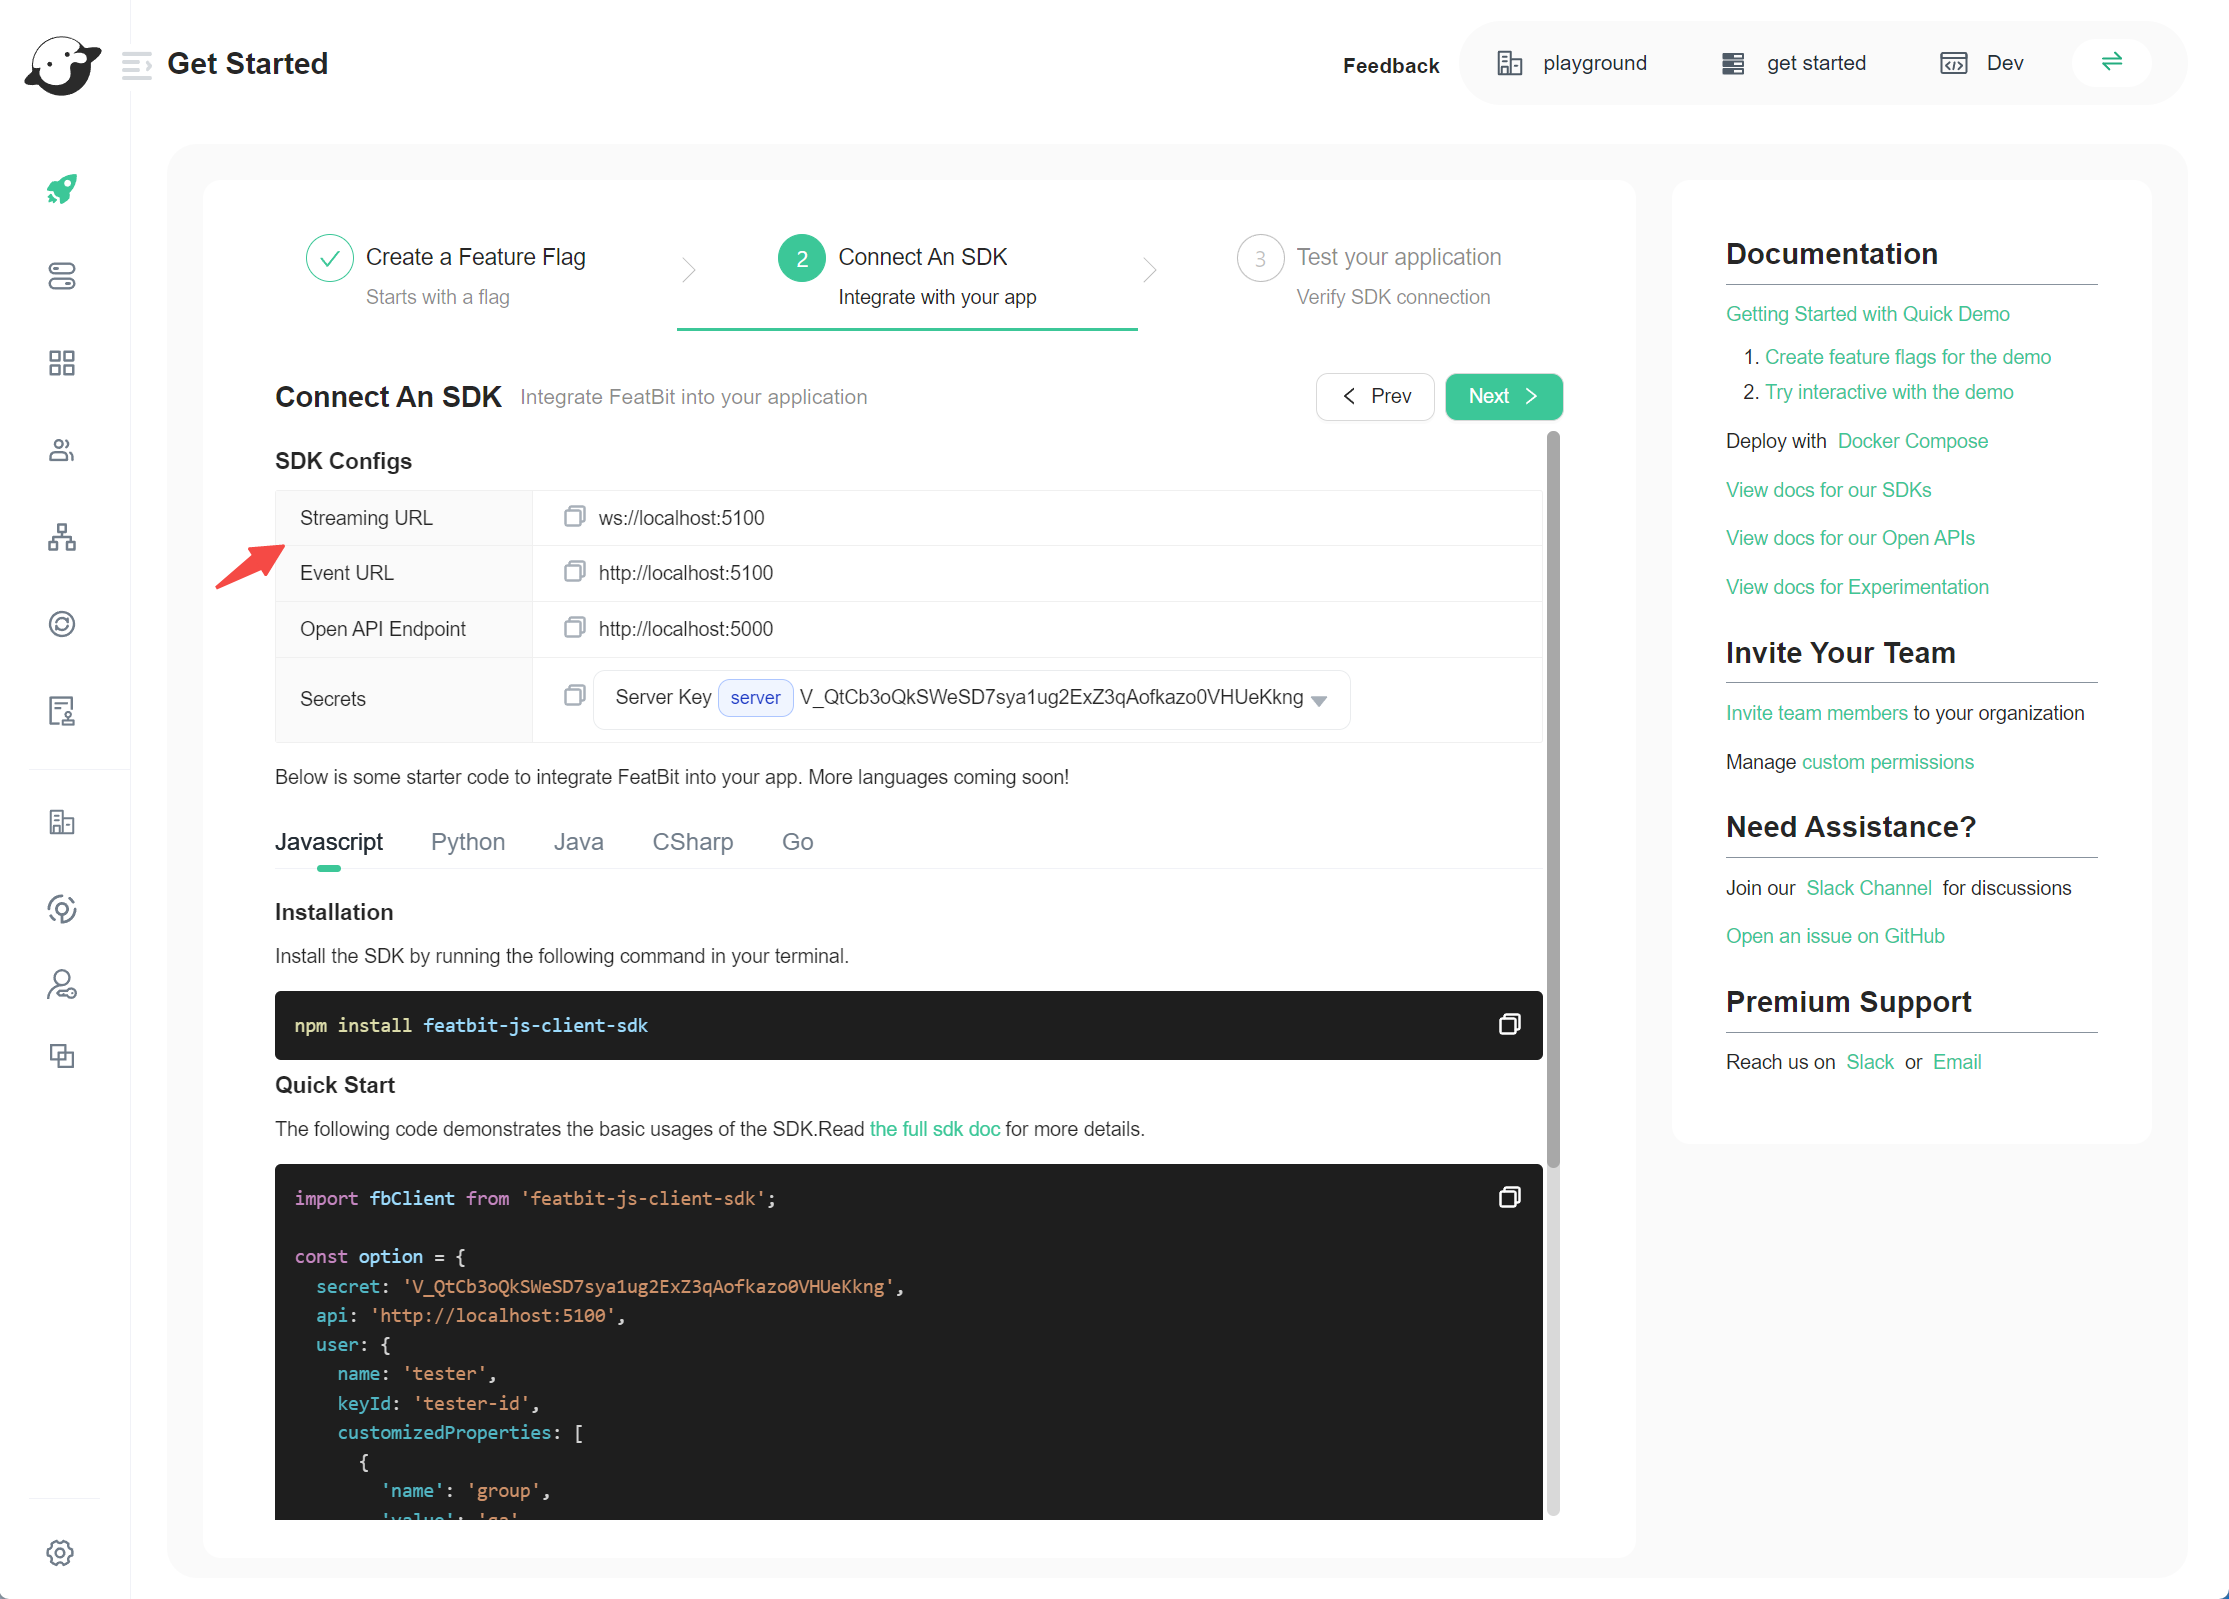 Get Started
Feedback
playground
get started
Dev
Create a Feature Flag
Starts with a flag
2
Connect An SDK
Integrate with your app
3
Test your application
Verify SDK connection
Connect An SDK Integrate FeatBit into your application
Prev
Next
SDK Configs
Streaming URL ws://localhost:5100
Event URL http://localhost:5100
Open API Endpoint http://localhost:5000
Secrets Server Key server V_QtCb3oQkSWeSD7sya1ug2ExZ3qAofkazo0VHUeKkng
Below is some starter code to integrate FeatBit into your app. More languages coming soon!
Javascript Python Java CSharp Go
Installation
Install the SDK by running the following command in your terminal.
npm install featbit-js-client-sdk
Quick Start
The following code demonstrates the basic usages of the SDK.Read the full sdk doc for more details.
import fbClient from 'featbit-js-client-sdk';
const option = {
secret: 'V_QtCb3oQkSWeSD7sya1ug2ExZ3qAofkazo0VHUeKkng',
api: 'http://localhost:5100',
user: {
name: 'tester',
keyId: 'tester-id',
customizedProperties: [
{
'name': 'group',
Documentation
Getting Started with Quick Demo
1. Create feature flags for the demo
2. Try interactive with the demo
Deploy with Docker Compose
View docs for our SDKs
View docs for our Open APIs
View docs for Experimentation
Invite Your Team
Invite team members to your organization
Manage custom permissions
Need Assistance?
Join our Slack Channel for discussions
Open an issue on GitHub
Premium Support
Reach us on Slack or Email